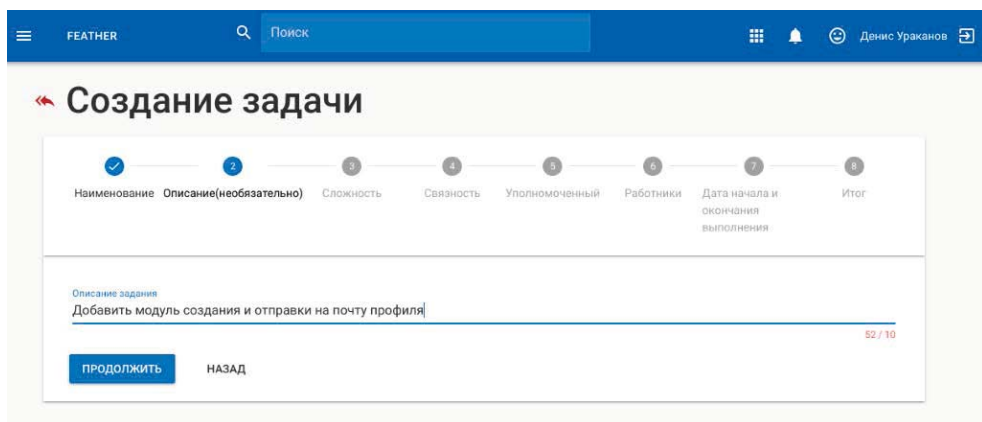 FEATHER
Поиск
Денис Ураканов
Создание задачи
2 3 4 5 6 7 8
Наименование Описание(необязательно) Сложность Связность Уполномоченный Работники Дата начала и Итог
окончания
выполнения
Описание задания
Добавить модуль создания и отправки на почту профиля
52 / 10
ПРОДОЛЖИТЬ НАЗАД